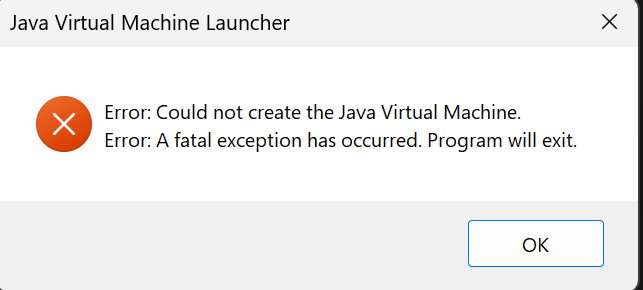 Java Virtual Machine Launcher
Error: Could not create the Java Virtual Machine.
Error: A fatal exception has occurred. Program will exit.
OK